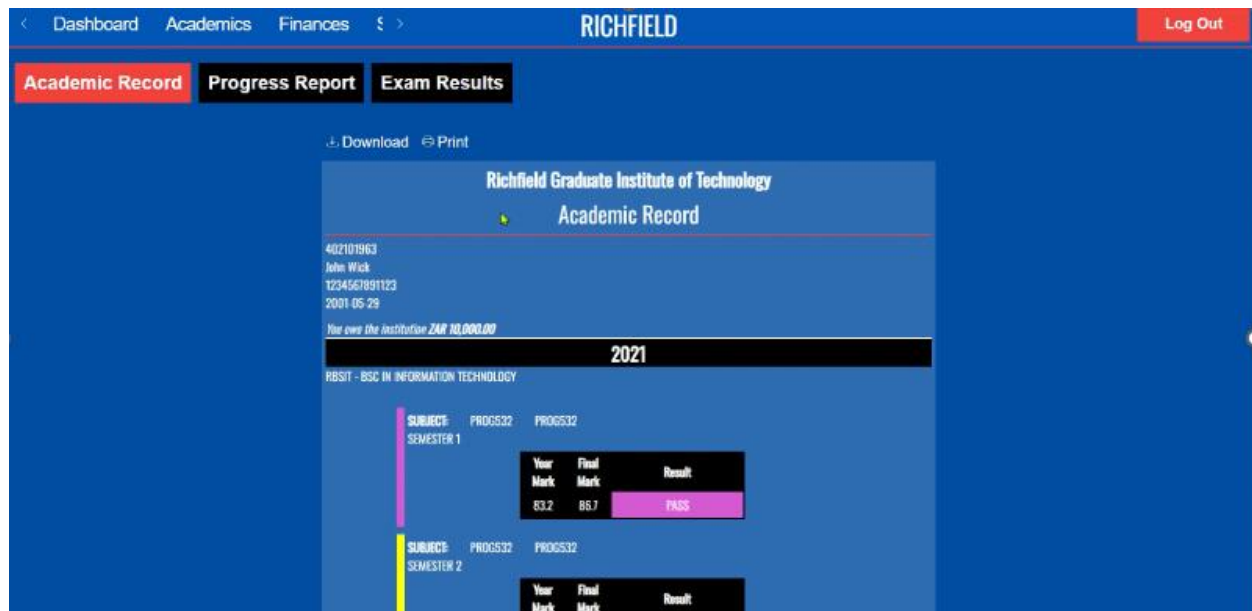 Dashboard Academics Finances RICHFIELD Log Out
Academic Record Progress Report Exam Results
Download Print
Richfield Graduate Institute of Technology
Academic Record
402101963
John Wick
1234567891123
2001-05-29
You owe the institution ZAR 10,000.00
2021
RBSIT - BSC IN INFORMATION TECHNOLOGY
SUBJECT: PROG532 PROG532
SEMESTER 1
Year Mark Final Mark Result
83.2 86.7 PASS
SUBJECT: PROG532 PROG532
SEMESTER 2
Year Mark Final Mark Result